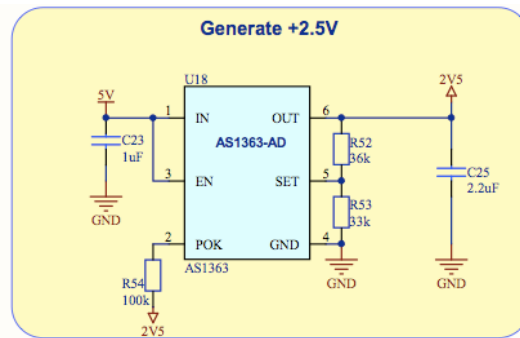 Generate +2.5V
U18
5V
2V5
1
IN
OUT
6
C23
1uF
AS1363-AD
R52
36k
3
EN
SET
5
C25
2.2uF
R53
33k
GND
2
POK
GND
4
AS1363
R54
100k
GND
GND
2V5